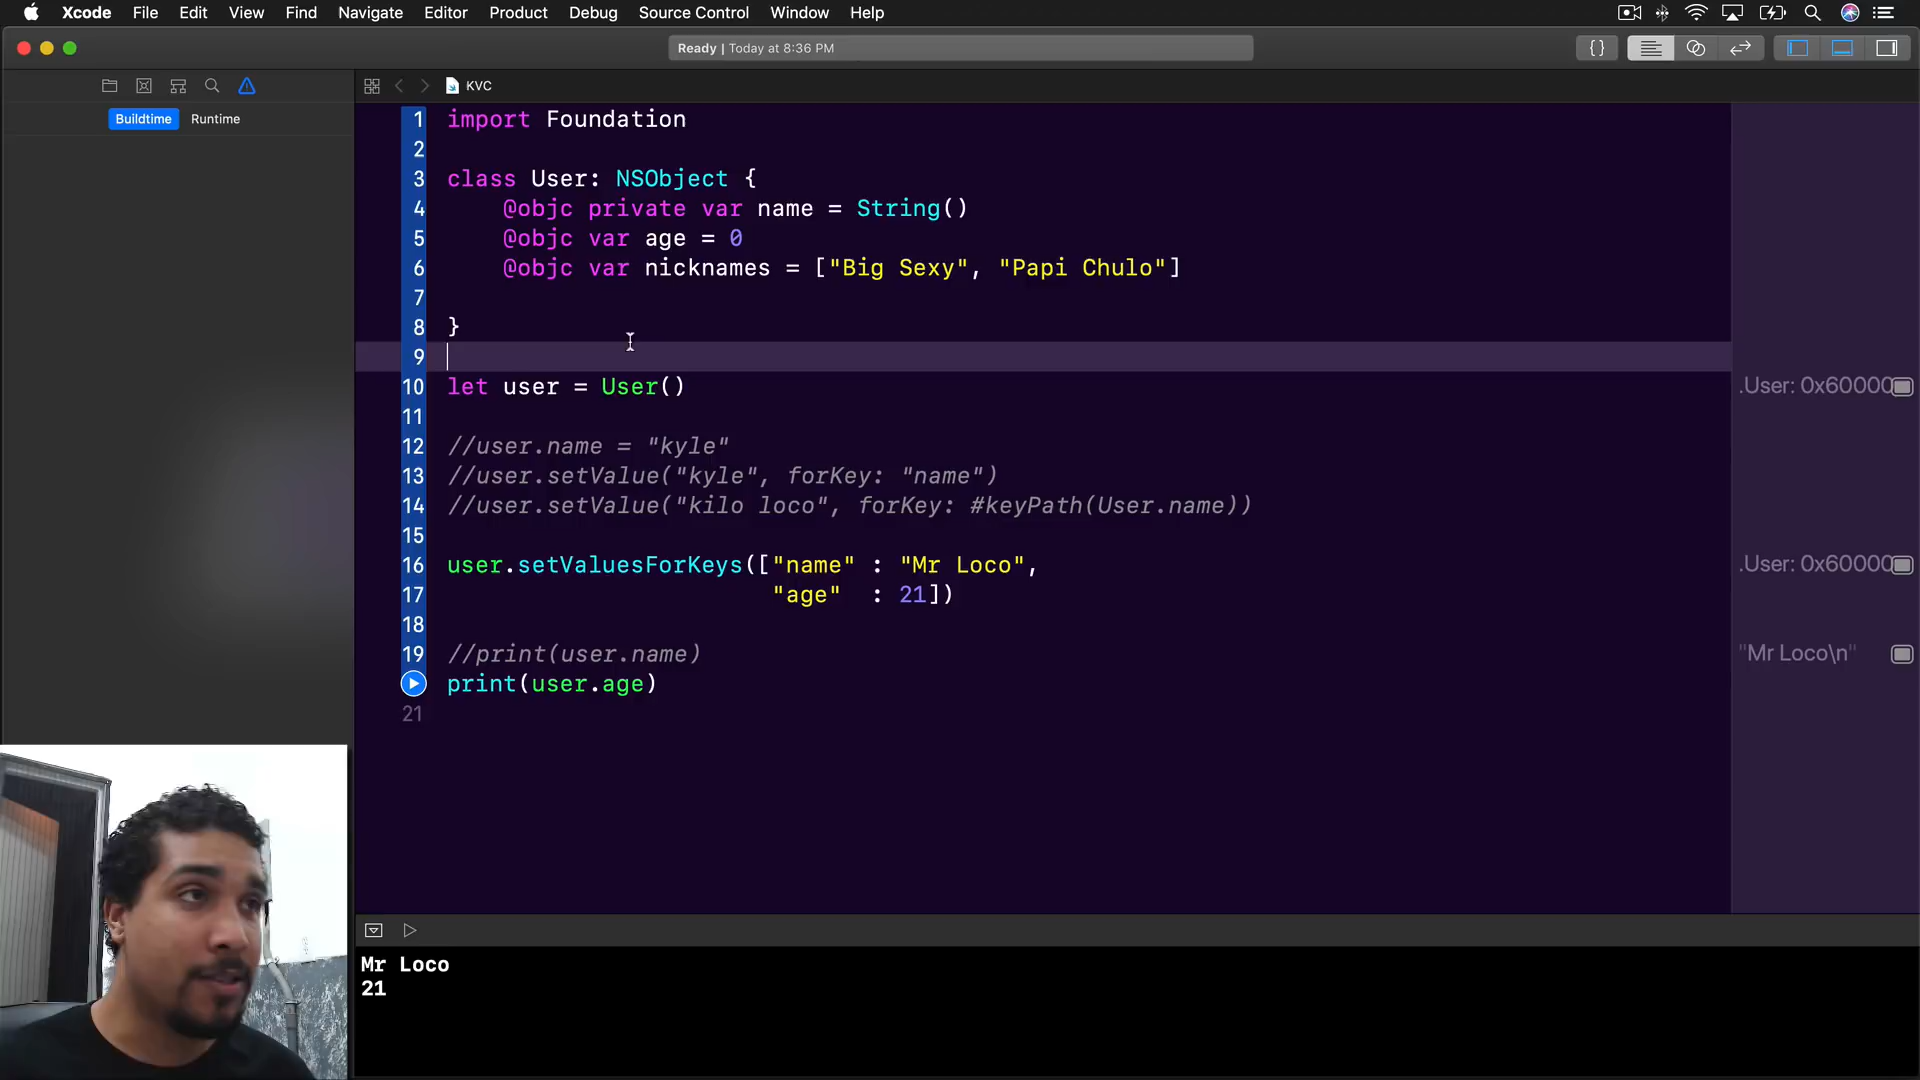 Xcode File Edit View Find Navigate Editor Product Debug Source Control Window Help
Ready | Today at 8:36 PM
KVC
Buildtime Runtime
1 import Foundation
2
3 class User: NSObject {
4 @objc private var name = String()
5 @objc var age = 0
6 @objc var nicknames = ["Big Sexy", "Papi Chulo"]
7
8 }
9
10 let user = User() .User: 0x60000
11
12 //user.name = "kyle"
13 //user.setValue("kyle", forKey: "name")
14 //user.setValue("kilo loco", forKey: #keyPath(User.name))
15
16 user.setValuesForKeys(["name" : "Mr Loco", .User: 0x60000
17 "age" : 21])
18
19 //print(user.name) "Mr Loco\n"
print(user.age)
21
Mr Loco
21